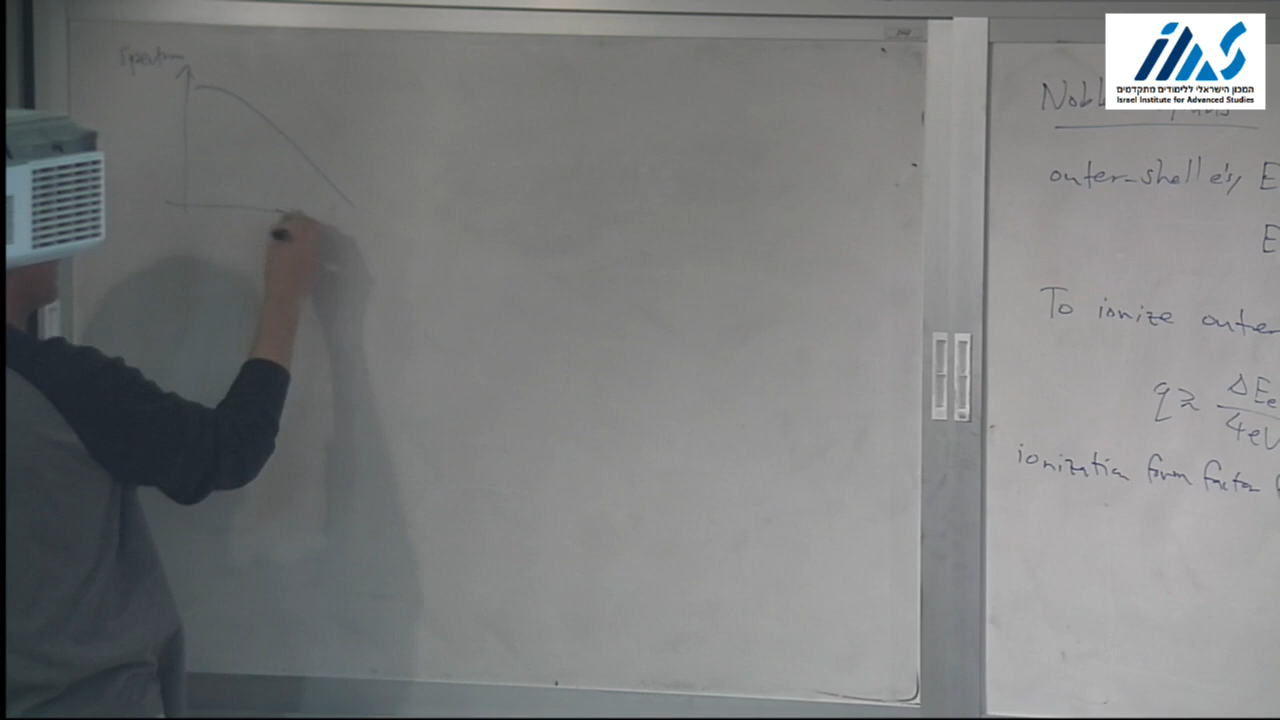 Spectrum
outer-shell e's, E
E
To ionize outer
q ≳ ΔEe
4eV
ionization form factor
המכון הישראלי ללימודים מתקדמים
Israel Institute for Advanced Studies